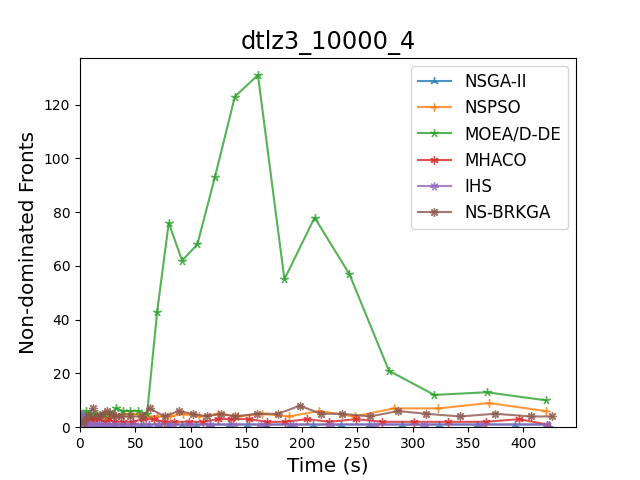 dtlz3_10000_4
Non-dominated Fronts
120
100
80
60
40
20
0
0 50 100 150 200 250 300 350 400
Time (s)
NSGA-II
NSPSO
MOEA/D-DE
MHACO
IHS
NS-BRKGA